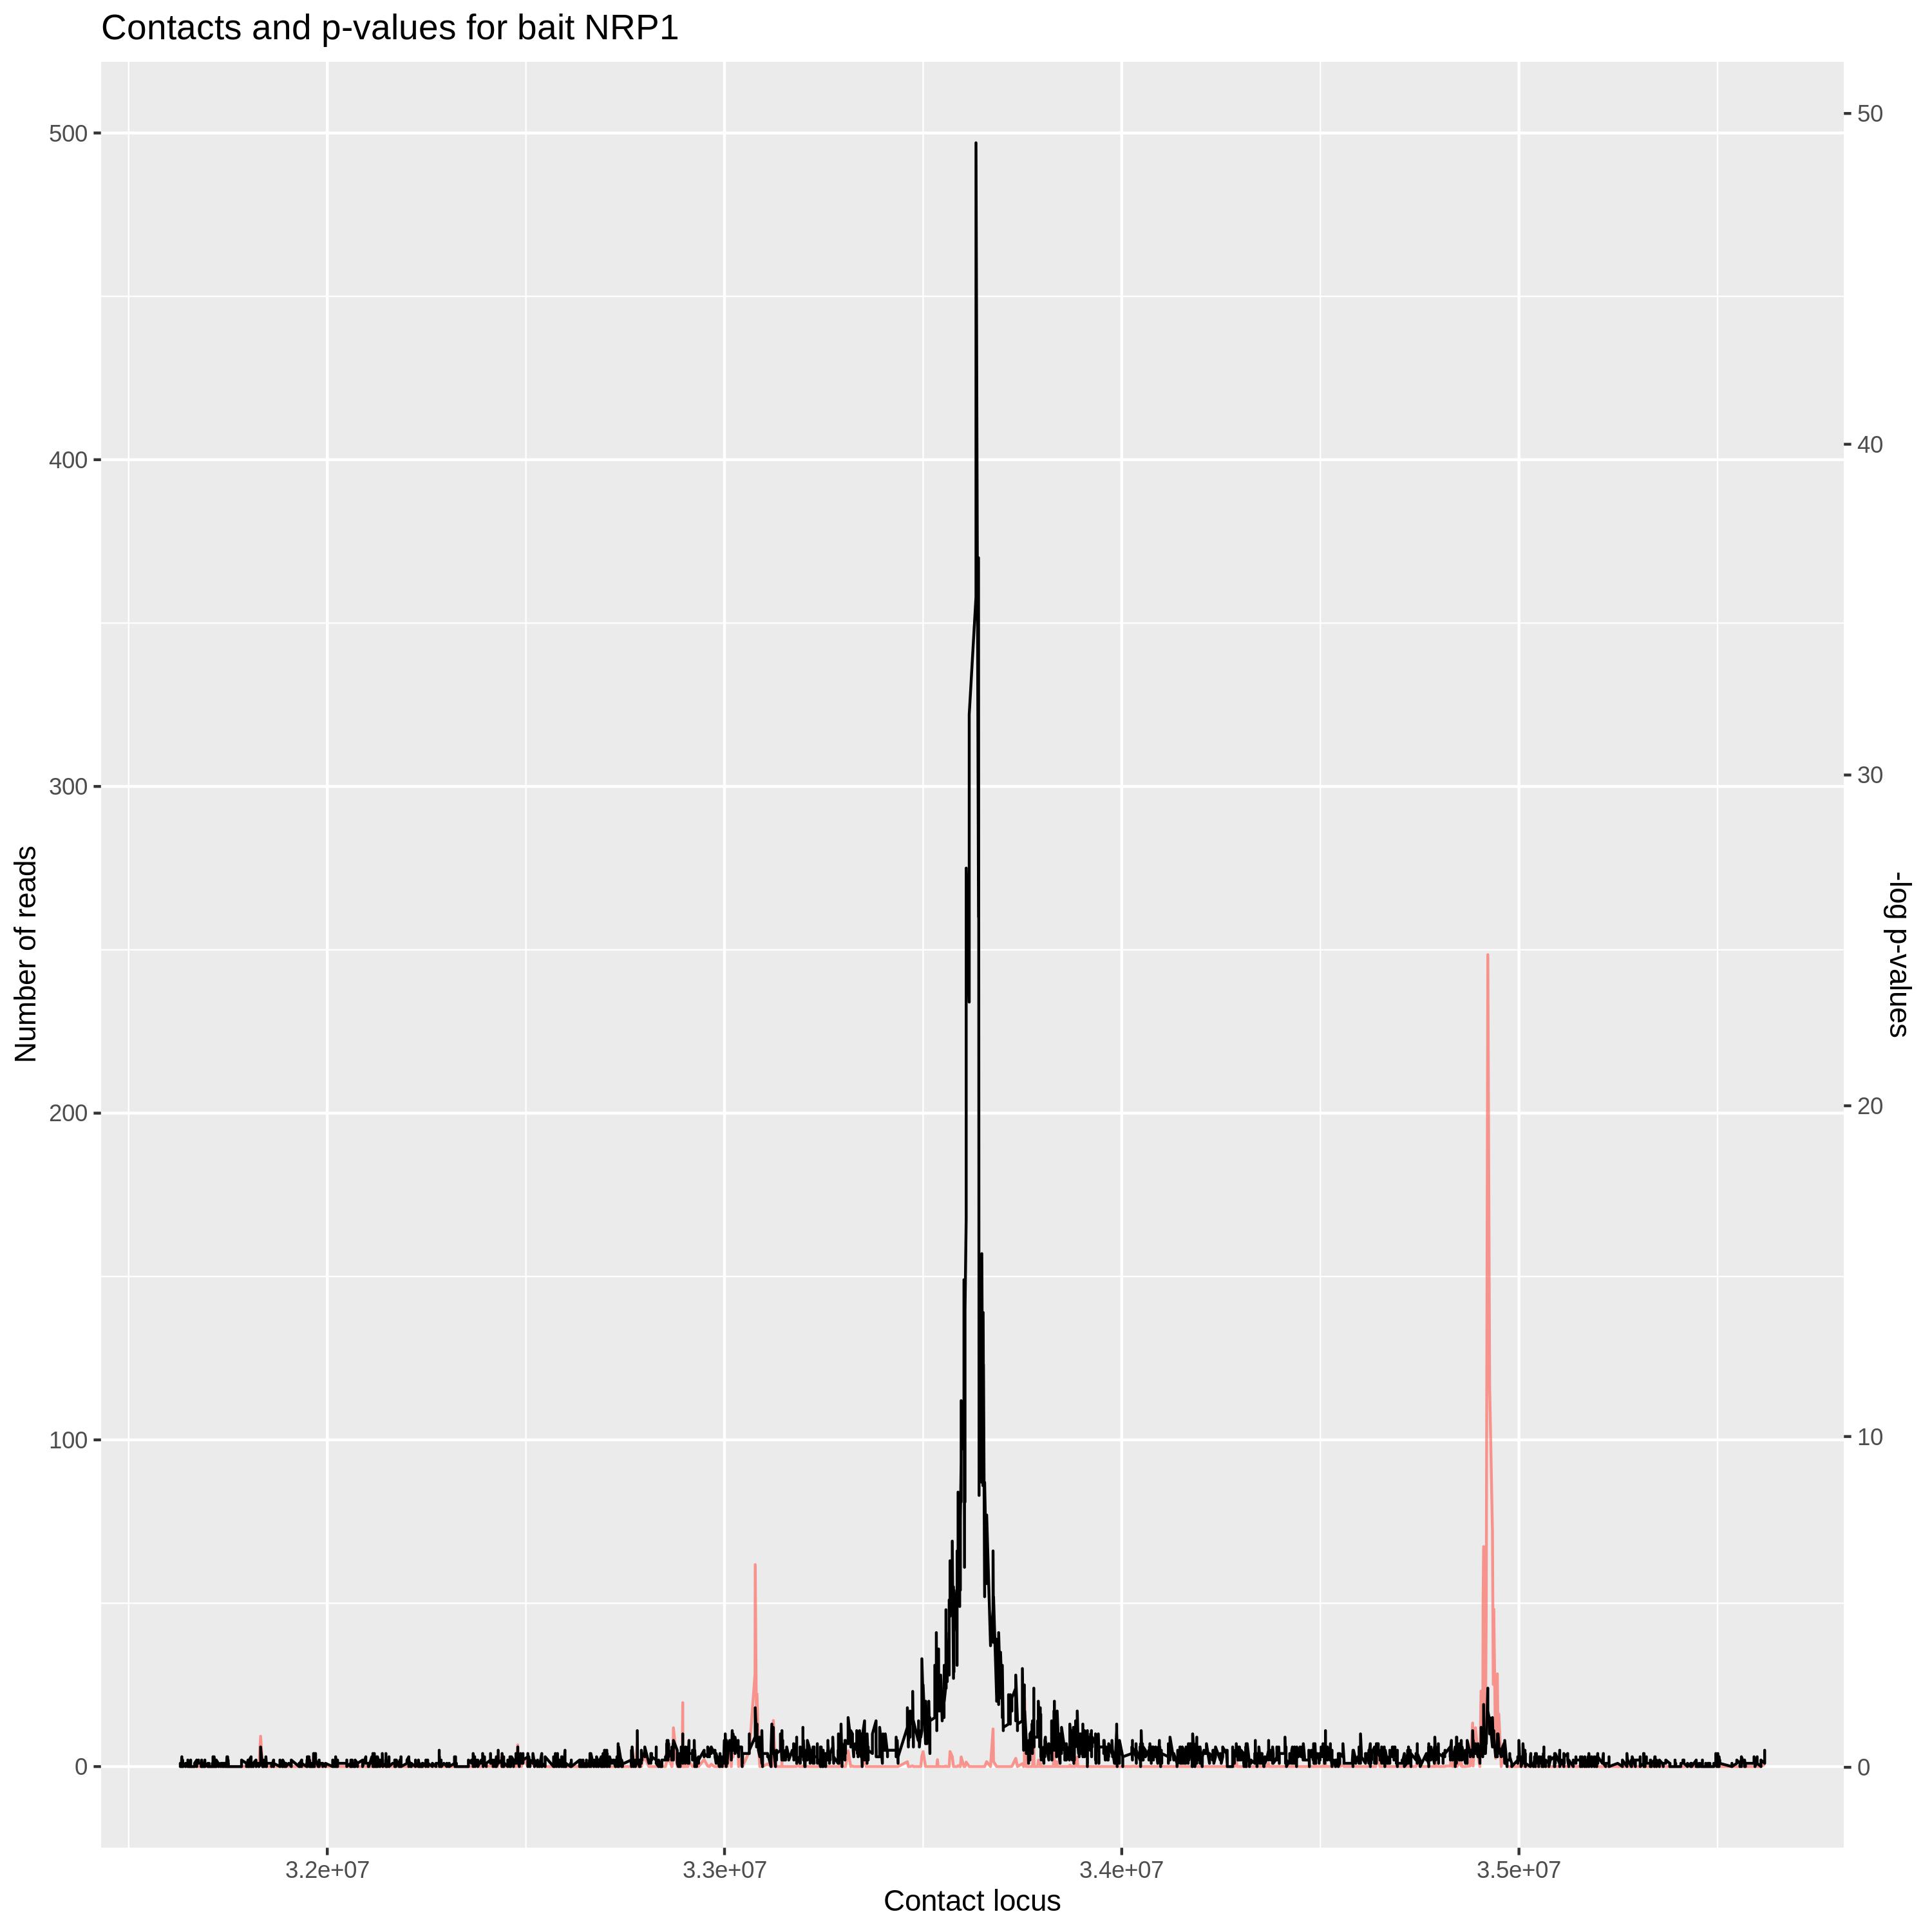 Contacts and p-values for bait NRP1
500
400
300
200
100
0
Number of reads
50
40
30
20
10
0
-log p-values
3.2e+07
3.3e+07
3.4e+07
3.5e+07
Contact locus